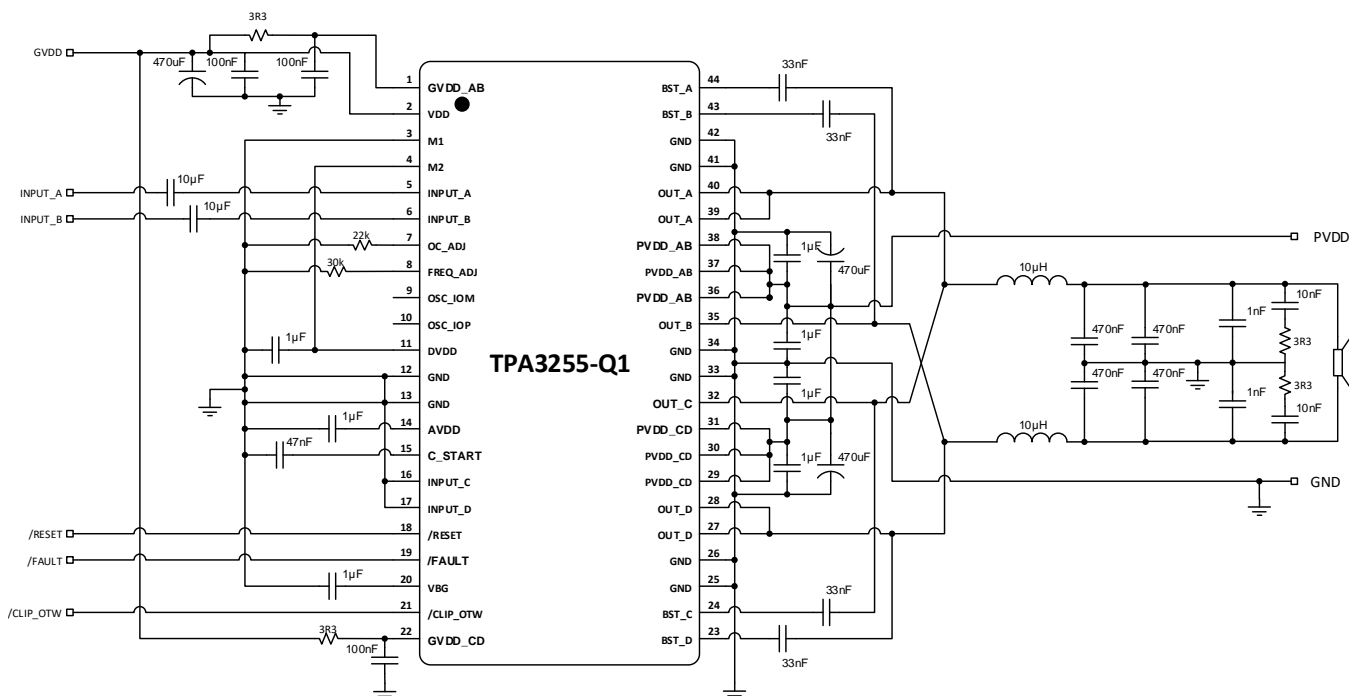 3R3
GVDD
470uF
100nF
100nF
1
GVDD_AB
2
VDD
3
M1
4
M2
INPUT_A
10µF
5
INPUT_A
INPUT_B
10µF
6
INPUT_B
22k
7
OC_ADJ
30k
8
FREQ_ADJ
9
OSC_IOM
10
OSC_IOP
1µF
11
DVDD
12
GND
13
GND
1µF
14
AVDD
47nF
15
C_START
16
INPUT_C
17
INPUT_D
/RESET
18
/RESET
/FAULT
19
/FAULT
1µF
20
VBG
/CLIP_OTW
21
/CLIP_OTW
3R3
100nF
22
GVDD_CD
TPA3255-Q1
44
BST_A
33nF
43
BST_B
33nF
42
GND
41
GND
40
OUT_A
39
OUT_A
38
PVDD_AB
37
PVDD_AB
36
PVDD_AB
35
OUT_B
34
GND
33
GND
32
OUT_C
31
PVDD_CD
30
PVDD_CD
29
PVDD_CD
28
OUT_D
27
OUT_D
26
GND
25
GND
24
BST_C
33nF
23
BST_D
33nF
1µF
470uF
1µF
1µF
1µF
470uF
PVDD
10µH
470nF
470nF
1nF
10nF
3R3
470nF
470nF
1nF
3R3
10nF
10µH
GND